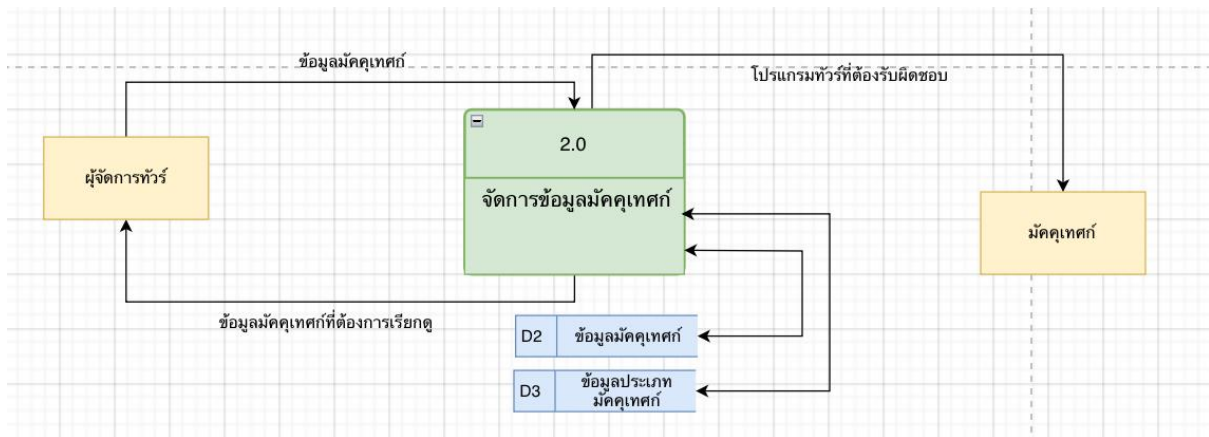 ข้อมูลมัคคุเทศก์
โปรแกรมทัวร์ที่ต้องรับผิดชอบ
2.0
ผู้จัดการทัวร์
จัดการข้อมูลมัคคุเทศก์
มัคคุเทศก์
ข้อมูลมัคคุเทศก์ที่ต้องการเรียกดู
D2 ข้อมูลมัคคุเทศก์
D3 ข้อมูลประเภท
มัคคุเทศก์